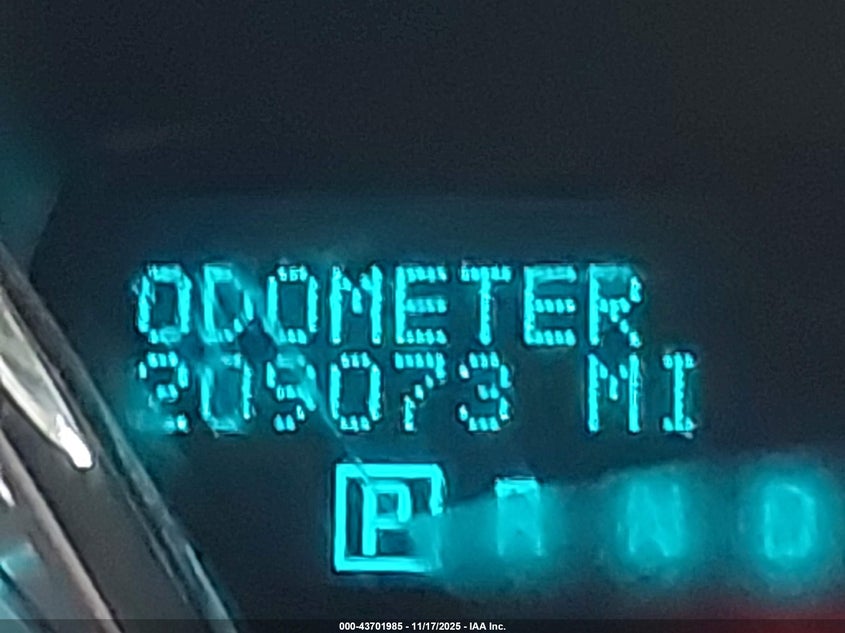 ODOMETER
209073 MI
P R N D
000-43701985 - 11/17/2025 - IAA Inc.